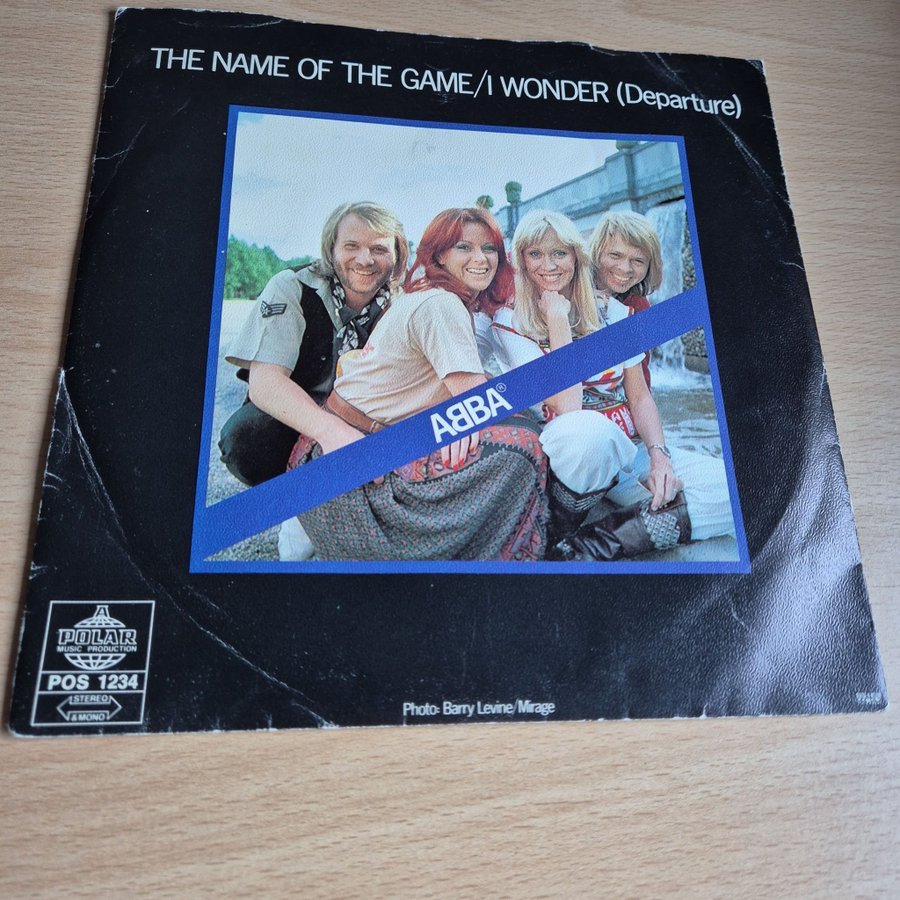 THE NAME OF THE GAME/I WONDER (Departure)
ABBA®
A
POLAR
MUSIC PRODUCTION
POS 1234
STEREO
& MONO
Photo: Barry Levine/Mirage